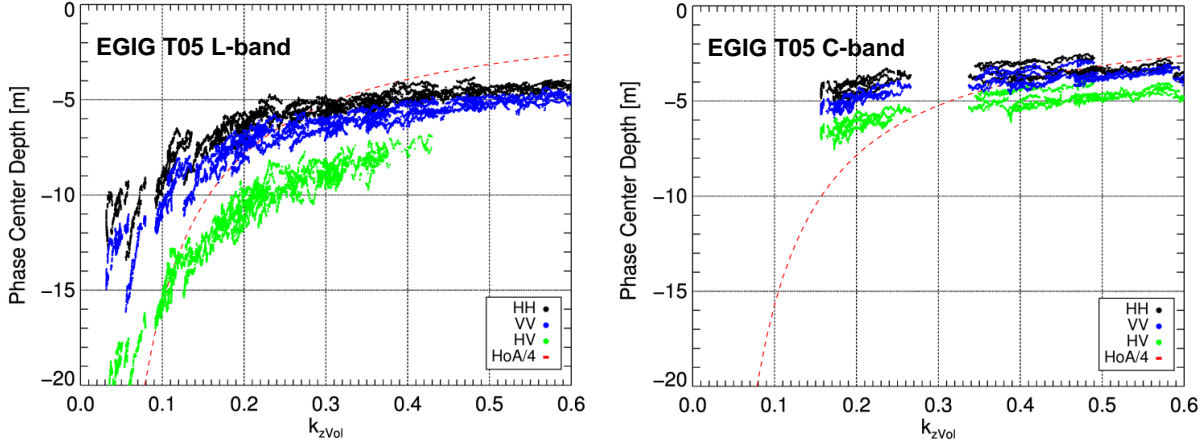 EGIG T05 L-band
Phase Center Depth [m]
0
−5
−10
−15
−20
0.0 0.1 0.2 0.3 0.4 0.5 0.6
k_zVol
HH
VV
HV
HoA/4
EGIG T05 C-band
Phase Center Depth [m]
0
−5
−10
−15
−20
0.0 0.1 0.2 0.3 0.4 0.5 0.6
k_zVol
HH
VV
HV
HoA/4